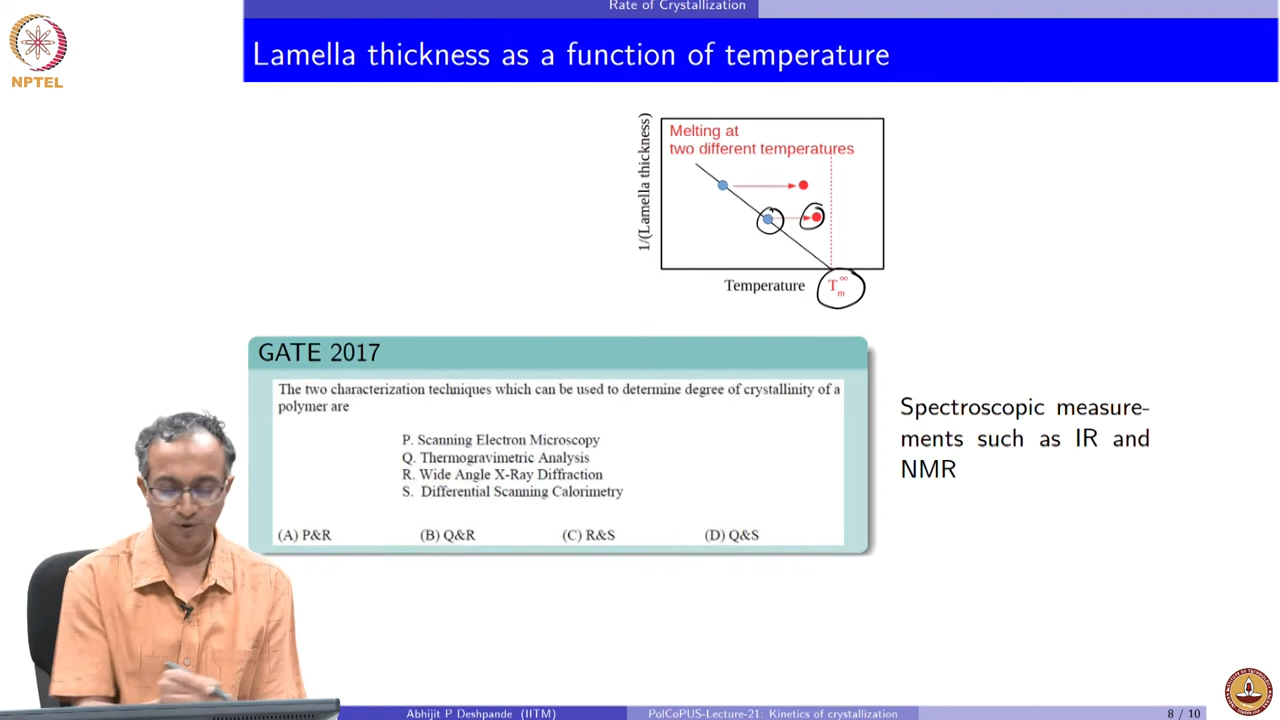 Rate of Crystallization
NPTEL
Lamella thickness as a function of temperature
1/(Lamella thickness)
Melting at
two different temperatures
Temperature
T_m^∞
GATE 2017
The two characterization techniques which can be used to determine degree of crystallinity of a
polymer are
P. Scanning Electron Microscopy
Q. Thermogravimetric Analysis
R. Wide Angle X-Ray Diffraction
S. Differential Scanning Calorimetry
(A) P&R (B) Q&R (C) R&S (D) Q&S
Spectroscopic measure-
ments such as IR and
NMR
Abhijit P Deshpande (IITM) PolCoPUS-Lecture-21: Kinetics of crystallization 8 / 10